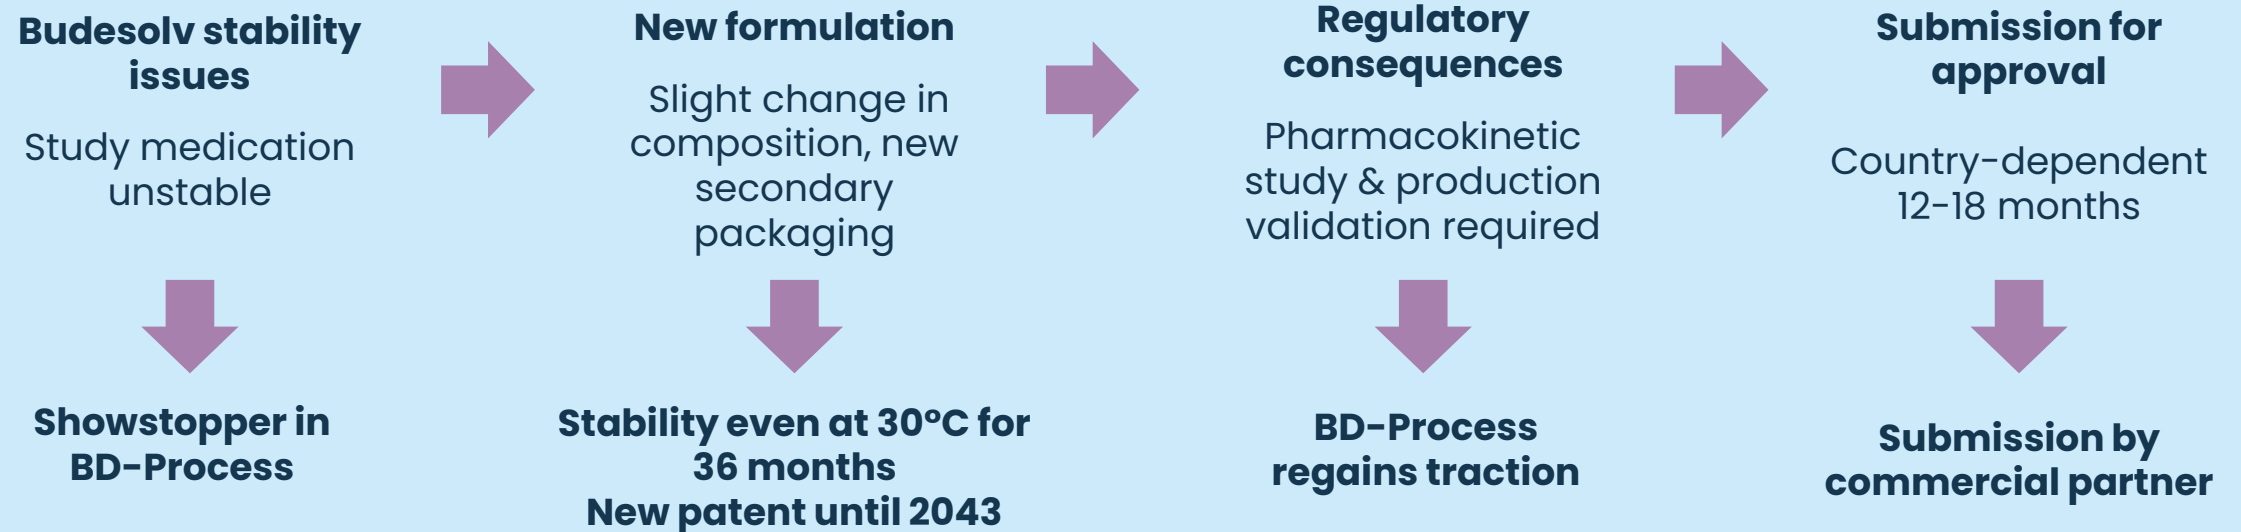 Budesolv stability
issues
Study medication
unstable
Showstopper in
BD-Process
New formulation
Slight change in
composition, new
secondary
packaging
Stability even at 30°C for
36 months
New patent until 2043
Regulatory
consequences
Pharmacokinetic
study & production
validation required
BD-Process
regains traction
Submission for
approval
Country-dependent
12-18 months
Submission by
commercial partner